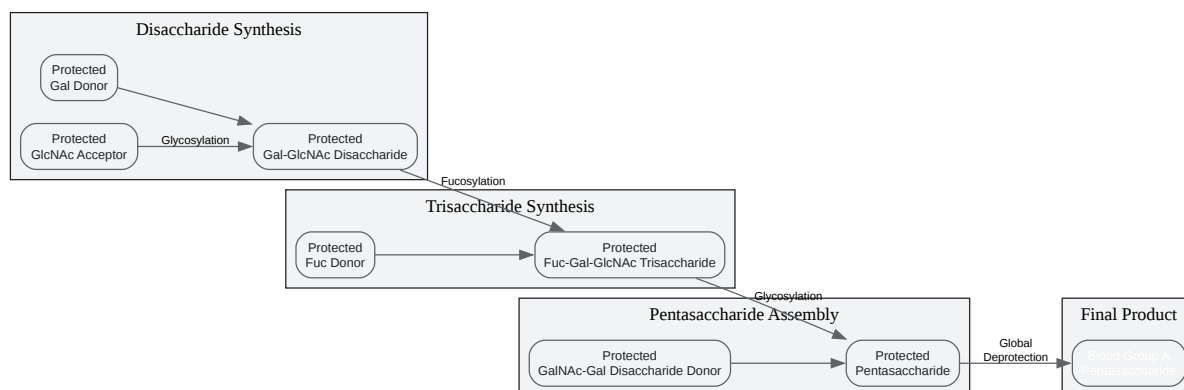 Disaccharide Synthesis
Protected
Gal Donor
Protected
GlcNAc Acceptor
Glycosylation
Protected
Gal-GlcNAc Disaccharide
Fucosylation
Trisaccharide Synthesis
Protected
Fuc Donor
Protected
Fuc-Gal-GlcNAc Trisaccharide
Glycosylation
Pentasaccharide Assembly
Protected
GalNAc-Gal Disaccharide Donor
Protected
Pentasaccharide
Global
Deprotection
Final Product
Blood Group A
Pentasaccharide